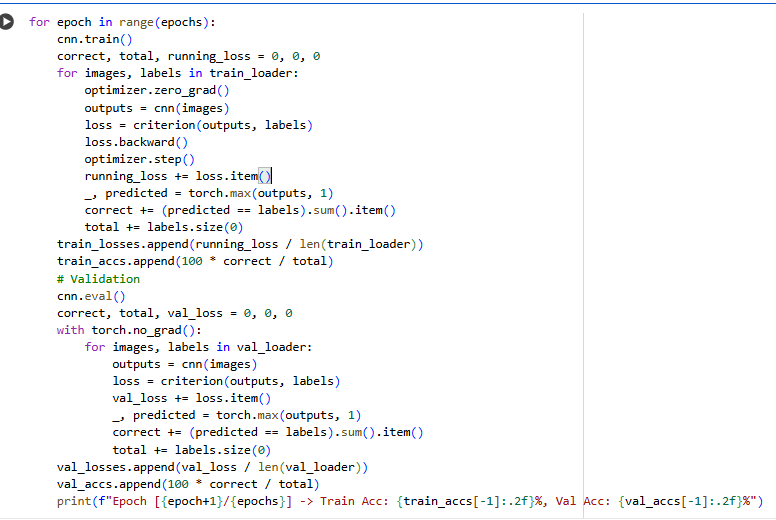 for epoch in range(epochs):
    cnn.train()
    correct, total, running_loss = 0, 0, 0
    for images, labels in train_loader:
        optimizer.zero_grad()
        outputs = cnn(images)
        loss = criterion(outputs, labels)
        loss.backward()
        optimizer.step()
        running_loss += loss.item()
        _, predicted = torch.max(outputs, 1)
        correct += (predicted == labels).sum().item()
        total += labels.size(0)
    train_losses.append(running_loss / len(train_loader))
    train_accs.append(100 * correct / total)
    # Validation
    cnn.eval()
    correct, total, val_loss = 0, 0, 0
    with torch.no_grad():
        for images, labels in val_loader:
            outputs = cnn(images)
            loss = criterion(outputs, labels)
            val_loss += loss.item()
            _, predicted = torch.max(outputs, 1)
            correct += (predicted == labels).sum().item()
            total += labels.size(0)
    val_losses.append(val_loss / len(val_loader))
    val_accs.append(100 * correct / total)
    print(f"Epoch [{epoch+1}/{epochs}] -> Train Acc: {train_accs[-1]:.2f}%, Val Acc: {val_accs[-1]:.2f}%")